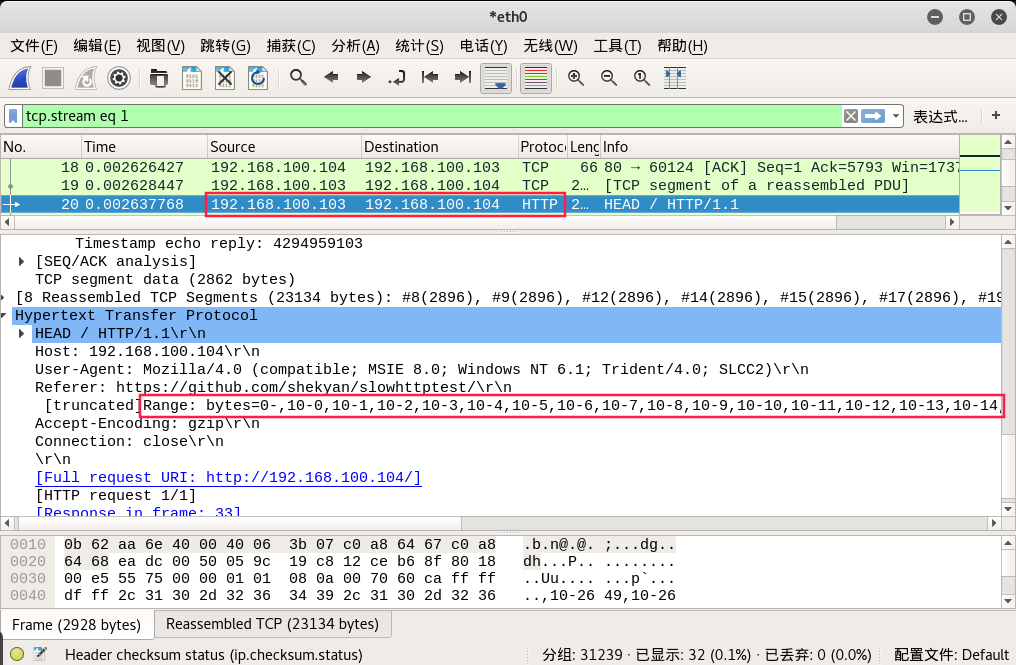 *eth0
文件(F) 编辑(E) 视图(V) 跳转(G) 捕获(C) 分析(A) 统计(S) 电话(Y) 无线(W) 工具(T) 帮助(H)
tcp.stream eq 1 表达式… +
No. Time Source Destination Protoc Leng Info
18 0.002626427 192.168.100.104 192.168.100.103 TCP 66 80 → 60124 [ACK] Seq=1 Ack=5793 Win=1737
19 0.002628447 192.168.100.103 192.168.100.104 TCP 2… [TCP segment of a reassembled PDU]
20 0.002637768 192.168.100.103 192.168.100.104 HTTP 2… HEAD / HTTP/1.1
Timestamp echo reply: 4294959103
[SEQ/ACK analysis]
TCP segment data (2862 bytes)
[8 Reassembled TCP Segments (23134 bytes): #8(2896), #9(2896), #12(2896), #14(2896), #15(2896), #17(2896), #19
Hypertext Transfer Protocol
HEAD / HTTP/1.1\r\n
Host: 192.168.100.104\r\n
User-Agent: Mozilla/4.0 (compatible; MSIE 8.0; Windows NT 6.1; Trident/4.0; SLCC2)\r\n
Referer: https://github.com/shekyan/slowhttptest/\r\n
[truncated]Range: bytes=0-,10-0,10-1,10-2,10-3,10-4,10-5,10-6,10-7,10-8,10-9,10-10,10-11,10-12,10-13,10-14,
Accept-Encoding: gzip\r\n
Connection: close\r\n
\r\n
[Full request URI: http://192.168.100.104/]
[HTTP request 1/1]
[Response in frame: 33]
0010 0b 62 aa 6e 40 00 40 06 3b 07 c0 a8 64 67 c0 a8 .b.n@.@. ;...dg..
0020 64 68 ea dc 00 50 05 9c 19 c8 12 ce b6 8f 80 18 dh...P.. ........
0030 00 e5 55 75 00 00 01 01 08 0a 00 70 60 ca ff ff ..Uu.... ...p`...
0040 df ff 2c 31 30 2d 32 36 34 39 2c 31 30 2d 32 36 ..,10-26 49,10-26
Frame (2928 bytes) Reassembled TCP (23134 bytes)
Header checksum status (ip.checksum.status) 分组: 31239 · 已显示: 32 (0.1%) · 已丢弃: 0 (0.0%) 配置文件: Default